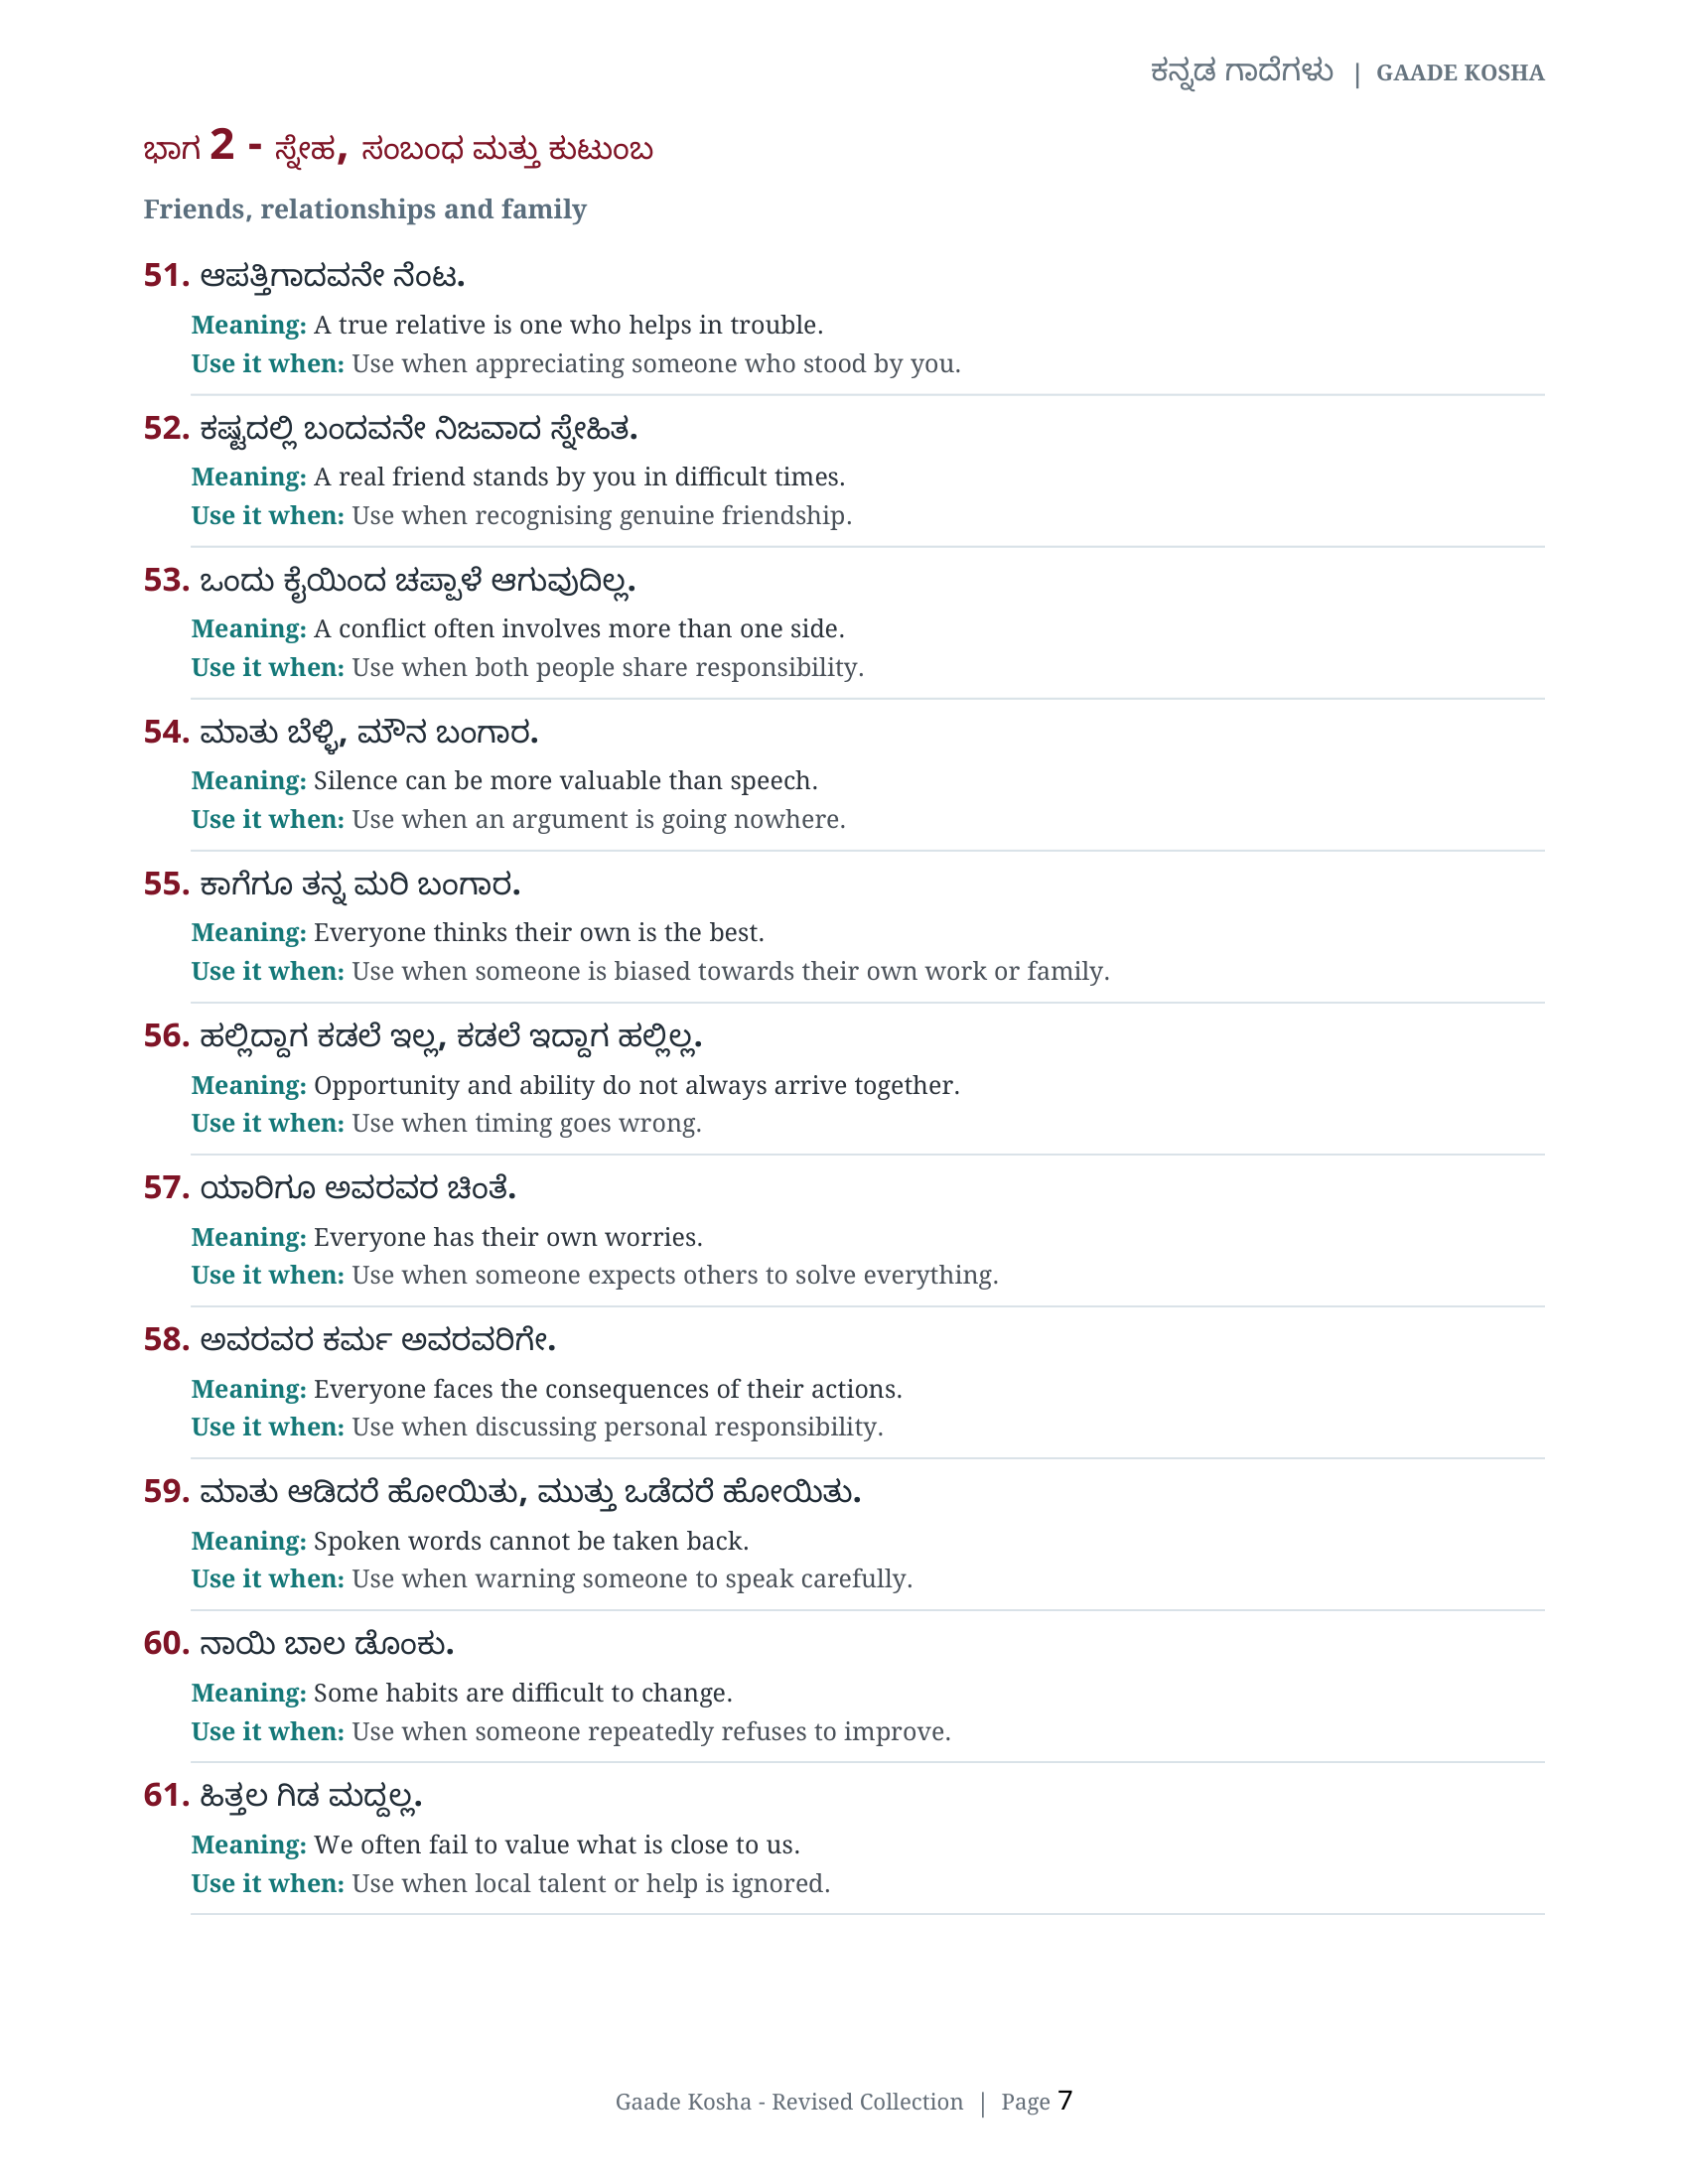 ಕನ್ನಡ ಗಾದೆಗಳು | GAADE KOSHA
ಭಾಗ 2 - ಸ್ನೇಹ, ಸಂಬಂಧ ಮತ್ತು ಕುಟುಂಬ
Friends, relationships and family
51. ಆಪತ್ತಿಗಾದವನೇ ನೆಂಟ.
Meaning: A true relative is one who helps in trouble.
Use it when: Use when appreciating someone who stood by you.
52. ಕಷ್ಟದಲ್ಲಿ ಬಂದವನೇ ನಿಜವಾದ ಸ್ನೇಹಿತ.
Meaning: A real friend stands by you in difficult times.
Use it when: Use when recognising genuine friendship.
53. ಒಂದು ಕೈಯಿಂದ ಚಪ್ಪಾಳೆ ಆಗುವುದಿಲ್ಲ.
Meaning: A conflict often involves more than one side.
Use it when: Use when both people share responsibility.
54. ಮಾತು ಬೆಳ್ಳಿ, ಮೌನ ಬಂಗಾರ.
Meaning: Silence can be more valuable than speech.
Use it when: Use when an argument is going nowhere.
55. ಕಾಗೆಗೂ ತನ್ನ ಮರಿ ಬಂಗಾರ.
Meaning: Everyone thinks their own is the best.
Use it when: Use when someone is biased towards their own work or family.
56. ಹಲ್ಲಿದ್ದಾಗ ಕಡಲೆ ಇಲ್ಲ, ಕಡಲೆ ಇದ್ದಾಗ ಹಲ್ಲಿಲ್ಲ.
Meaning: Opportunity and ability do not always arrive together.
Use it when: Use when timing goes wrong.
57. ಯಾರಿಗೂ ಅವರವರ ಚಿಂತೆ.
Meaning: Everyone has their own worries.
Use it when: Use when someone expects others to solve everything.
58. ಅವರವರ ಕರ್ಮ ಅವರವರಿಗೇ.
Meaning: Everyone faces the consequences of their actions.
Use it when: Use when discussing personal responsibility.
59. ಮಾತು ಆಡಿದರೆ ಹೋಯಿತು, ಮುತ್ತು ಒಡೆದರೆ ಹೋಯಿತು.
Meaning: Spoken words cannot be taken back.
Use it when: Use when warning someone to speak carefully.
60. ನಾಯಿ ಬಾಲ ಡೊಂಕು.
Meaning: Some habits are difficult to change.
Use it when: Use when someone repeatedly refuses to improve.
61. ಹಿತ್ತಲ ಗಿಡ ಮದ್ದಲ್ಲ.
Meaning: We often fail to value what is close to us.
Use it when: Use when local talent or help is ignored.
Gaade Kosha - Revised Collection | Page 7